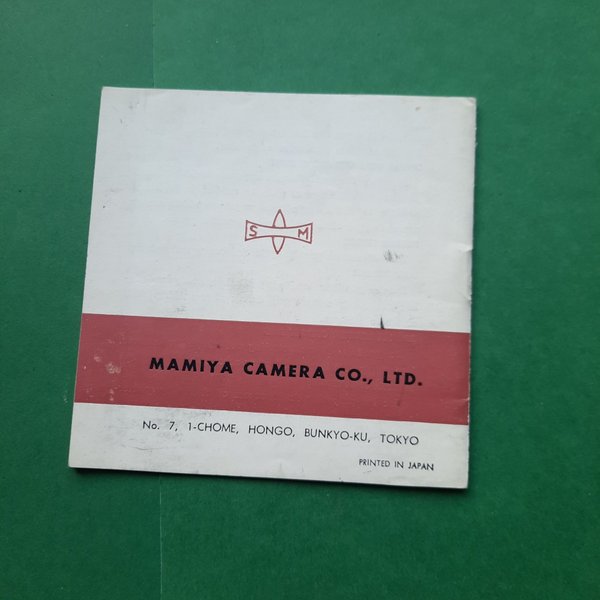 S M
MAMIYA CAMERA CO., LTD.
No. 7, 1-CHOME, HONGO, BUNKYO-KU, TOKYO
PRINTED IN JAPAN